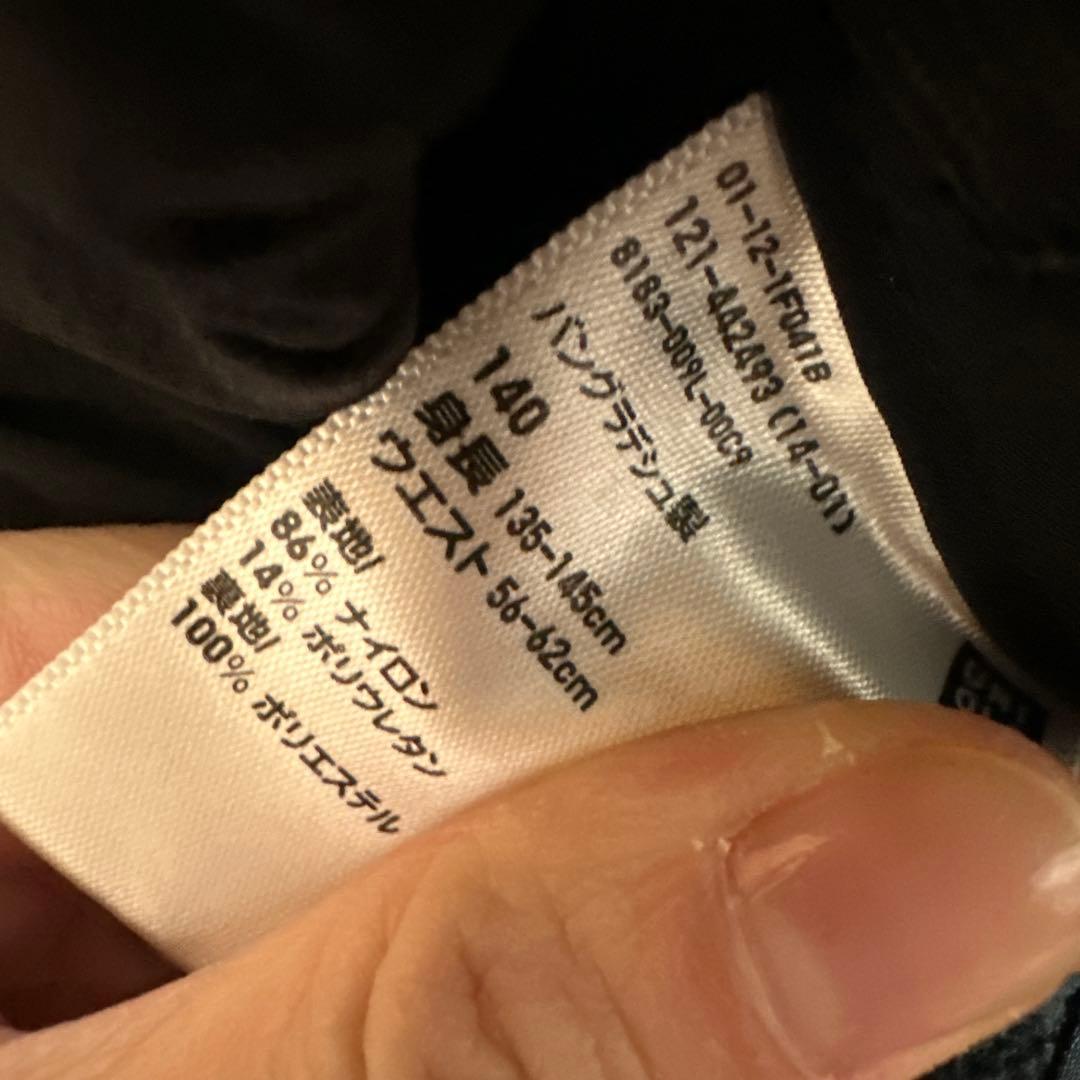 01-12-1F041B
121-442493 (14-01)
8183-009L-00C9
バングラデシュ製
140
身長 135-145cm
ウエスト 56-62cm
表地/
86% ナイロン
14% ポリウレタン
裏地/
100% ポリエステル